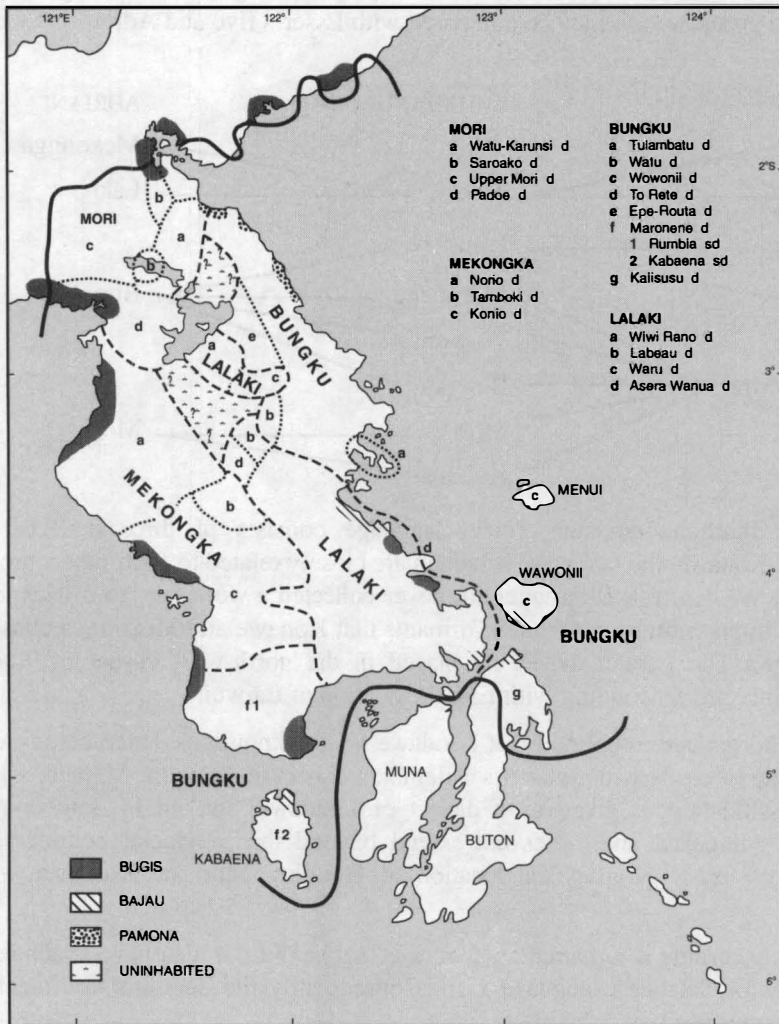 121°E
122°
123°
124°
2°S
3°
4°
5°
6°
MORI
a Watu-Karunsi d
b Saroako d
c Upper Mori d
d Padoe d
MEKONGKA
a Norio d
b Tamboki d
c Konio d
BUNGKU
a Tulambatu d
b Watu d
c Wowonii d
d To Rete d
e Epe-Routa d
f Maronene d
1 Rumbia sd
2 Kabaena sd
g Kalisusu d
LALAKI
a Wiwi Rano d
b Labeau d
c Waru d
d Asera Wanua d
MORI
c
b
a
b
?
?
d
a
e
BUNGKU
LALAKI
c
?
?
b
b
b
d
a
a
b
MEKONGKA
LALAKI
d
c
c
MENUI
WAWONII
c
BUNGKU
f1
g
BUNGKU
f2
KABAENA
MUNA
BUTON
BUGIS
BAJAU
PAMONA
UNINHABITED